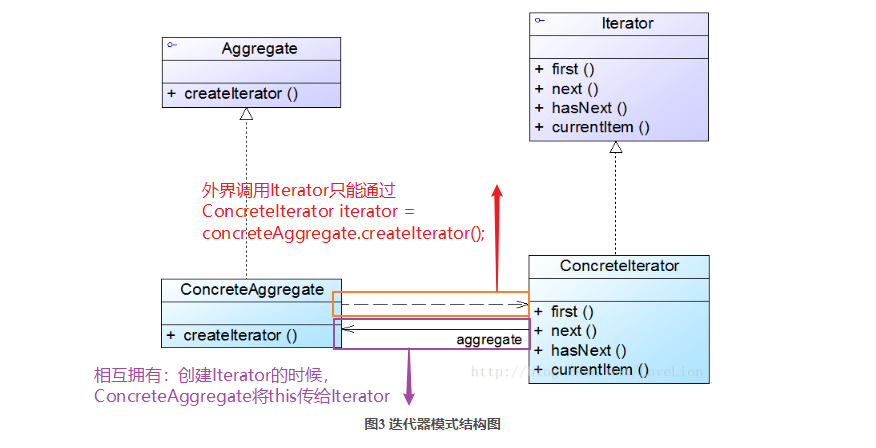 Aggregate
+ createIterator ()
Iterator
+ first ()
+ next ()
+ hasNext ()
+ currentItem ()
外界调用Iterator只能通过
ConcreteIterator iterator =
concreteAggregate.createIterator();
ConcreteAggregate
+ createIterator ()
ConcreteIterator
+ first ()
+ next ()
+ hasNext ()
+ currentItem ()
aggregate
相互拥有：创建Iterator的时候，
ConcreteAggregate将this传给Iterator
图3 迭代器模式结构图